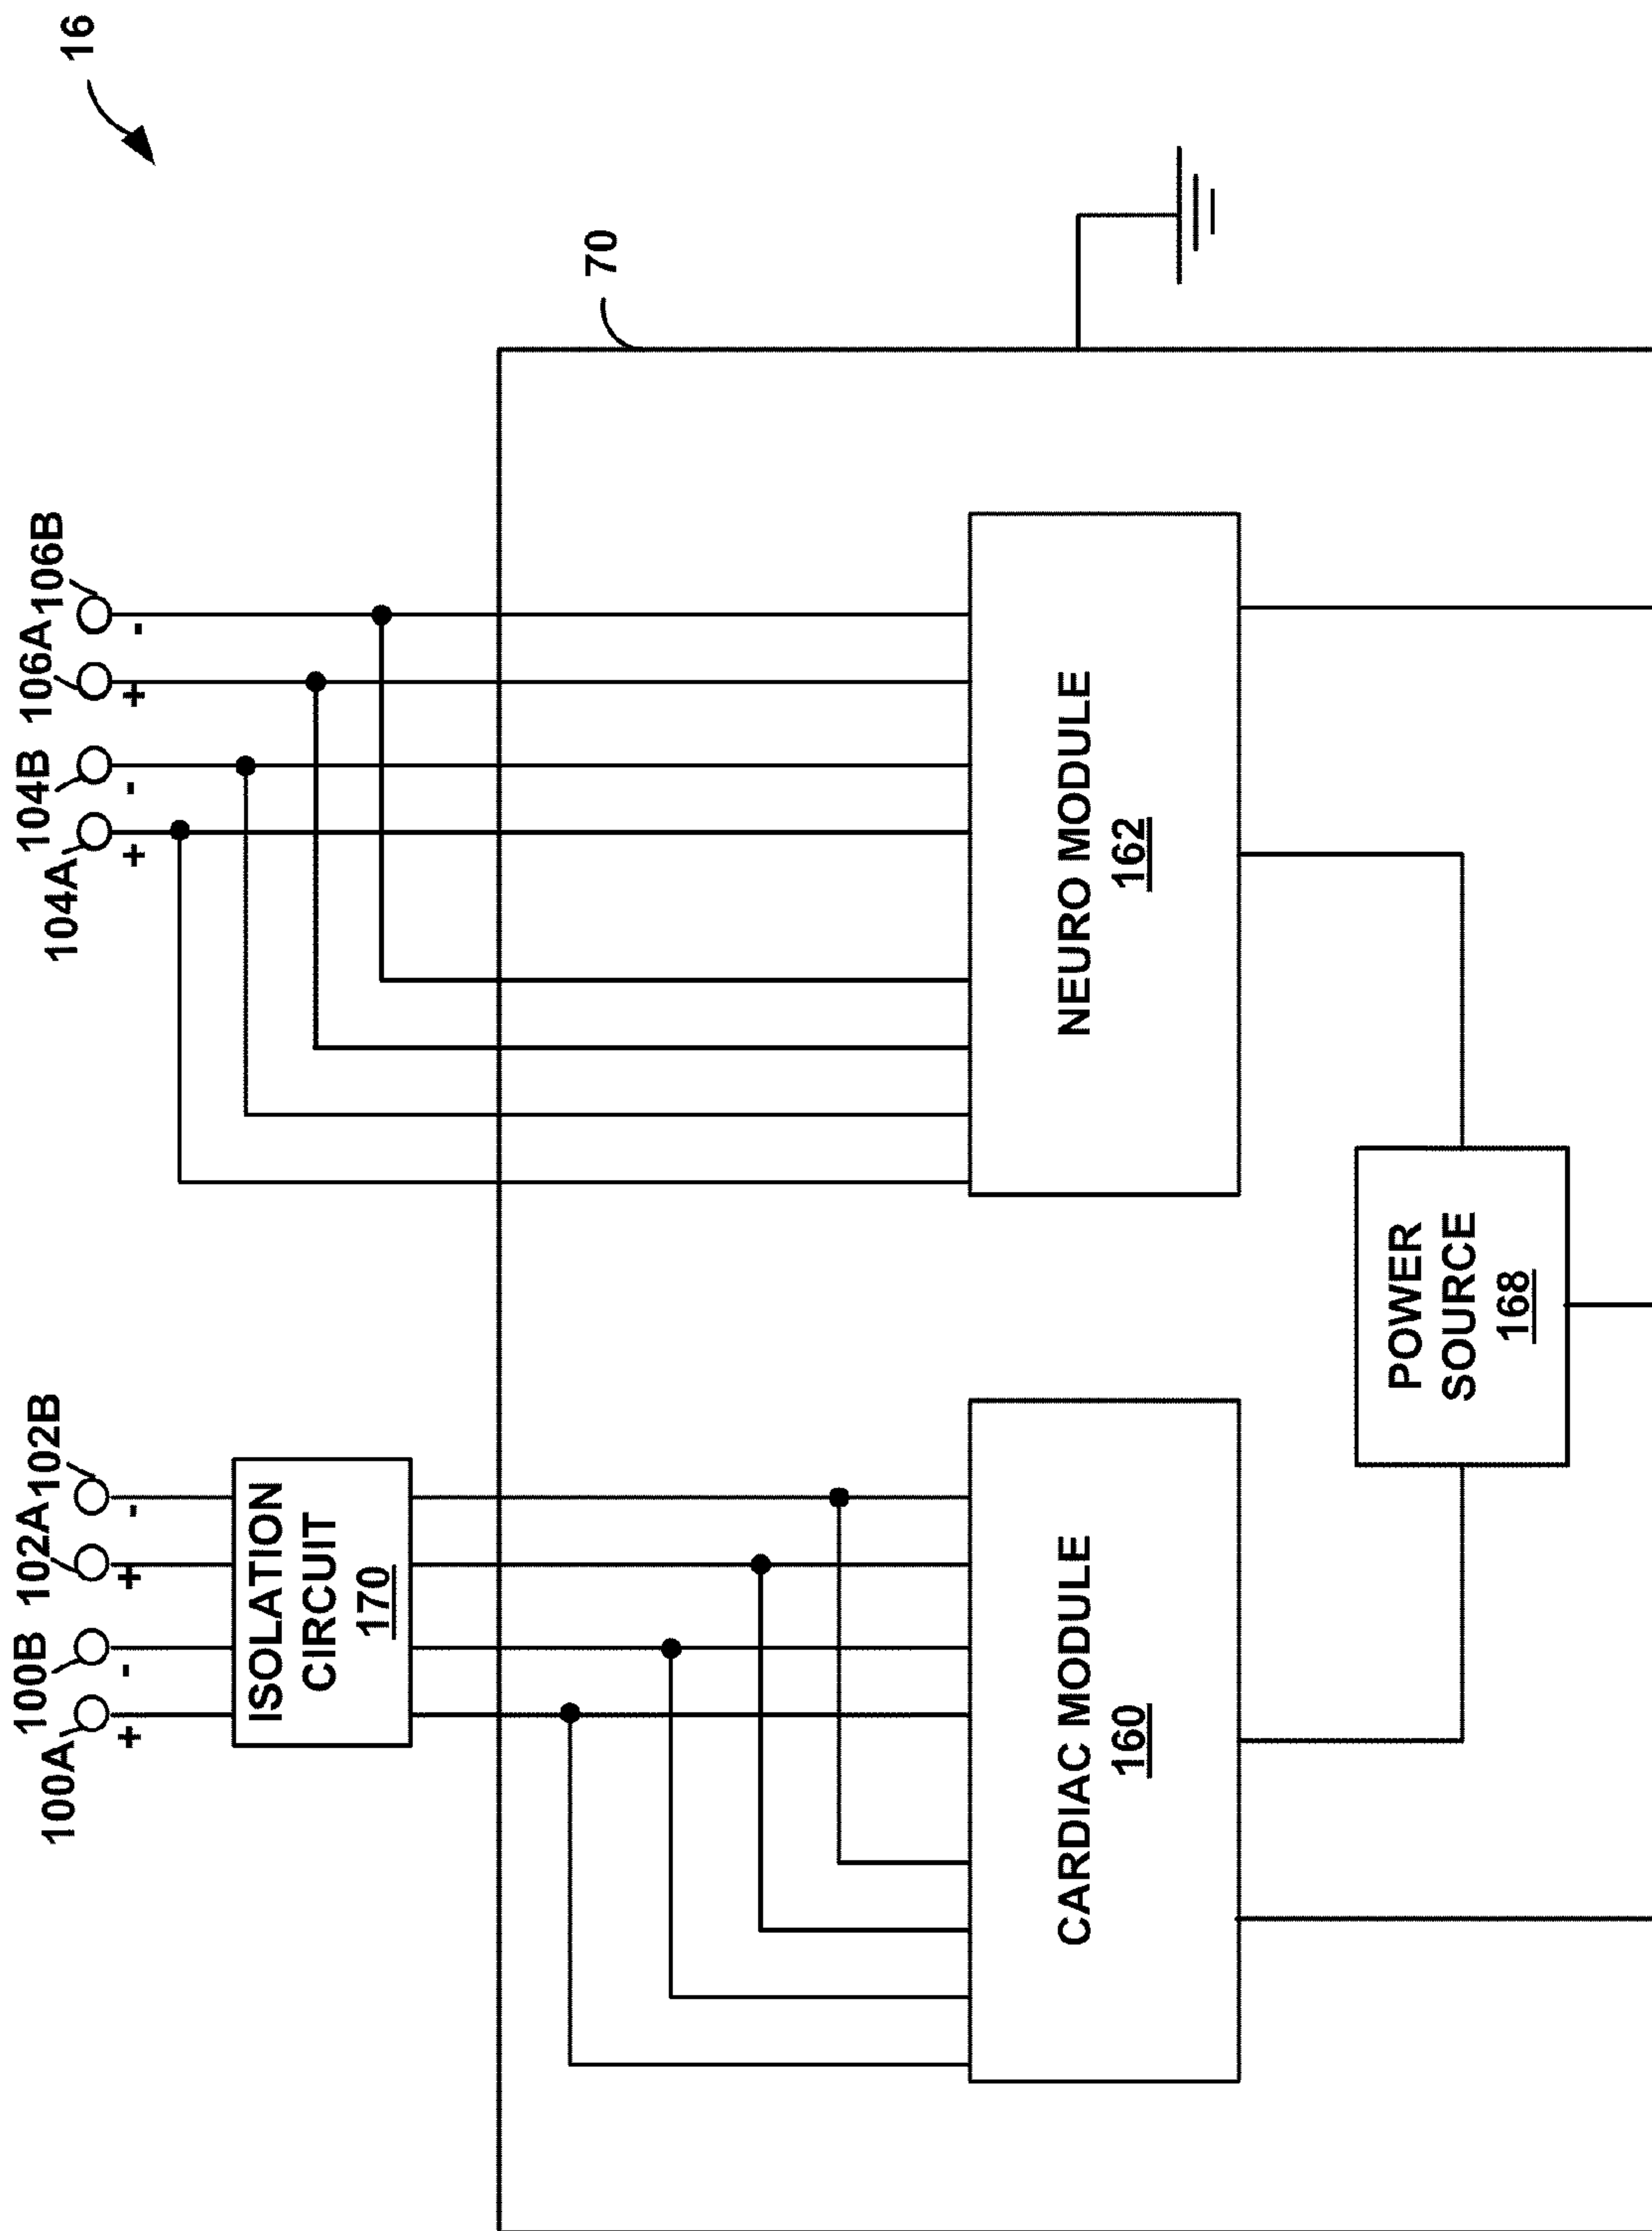 16
70
100A
100B
102A
102B
+
-
+
-
104A
104B
106A
106B
+
-
+
-
ISOLATION
CIRCUIT
170
CARDIAC MODULE
160
NEURO MODULE
162
POWER
SOURCE
168